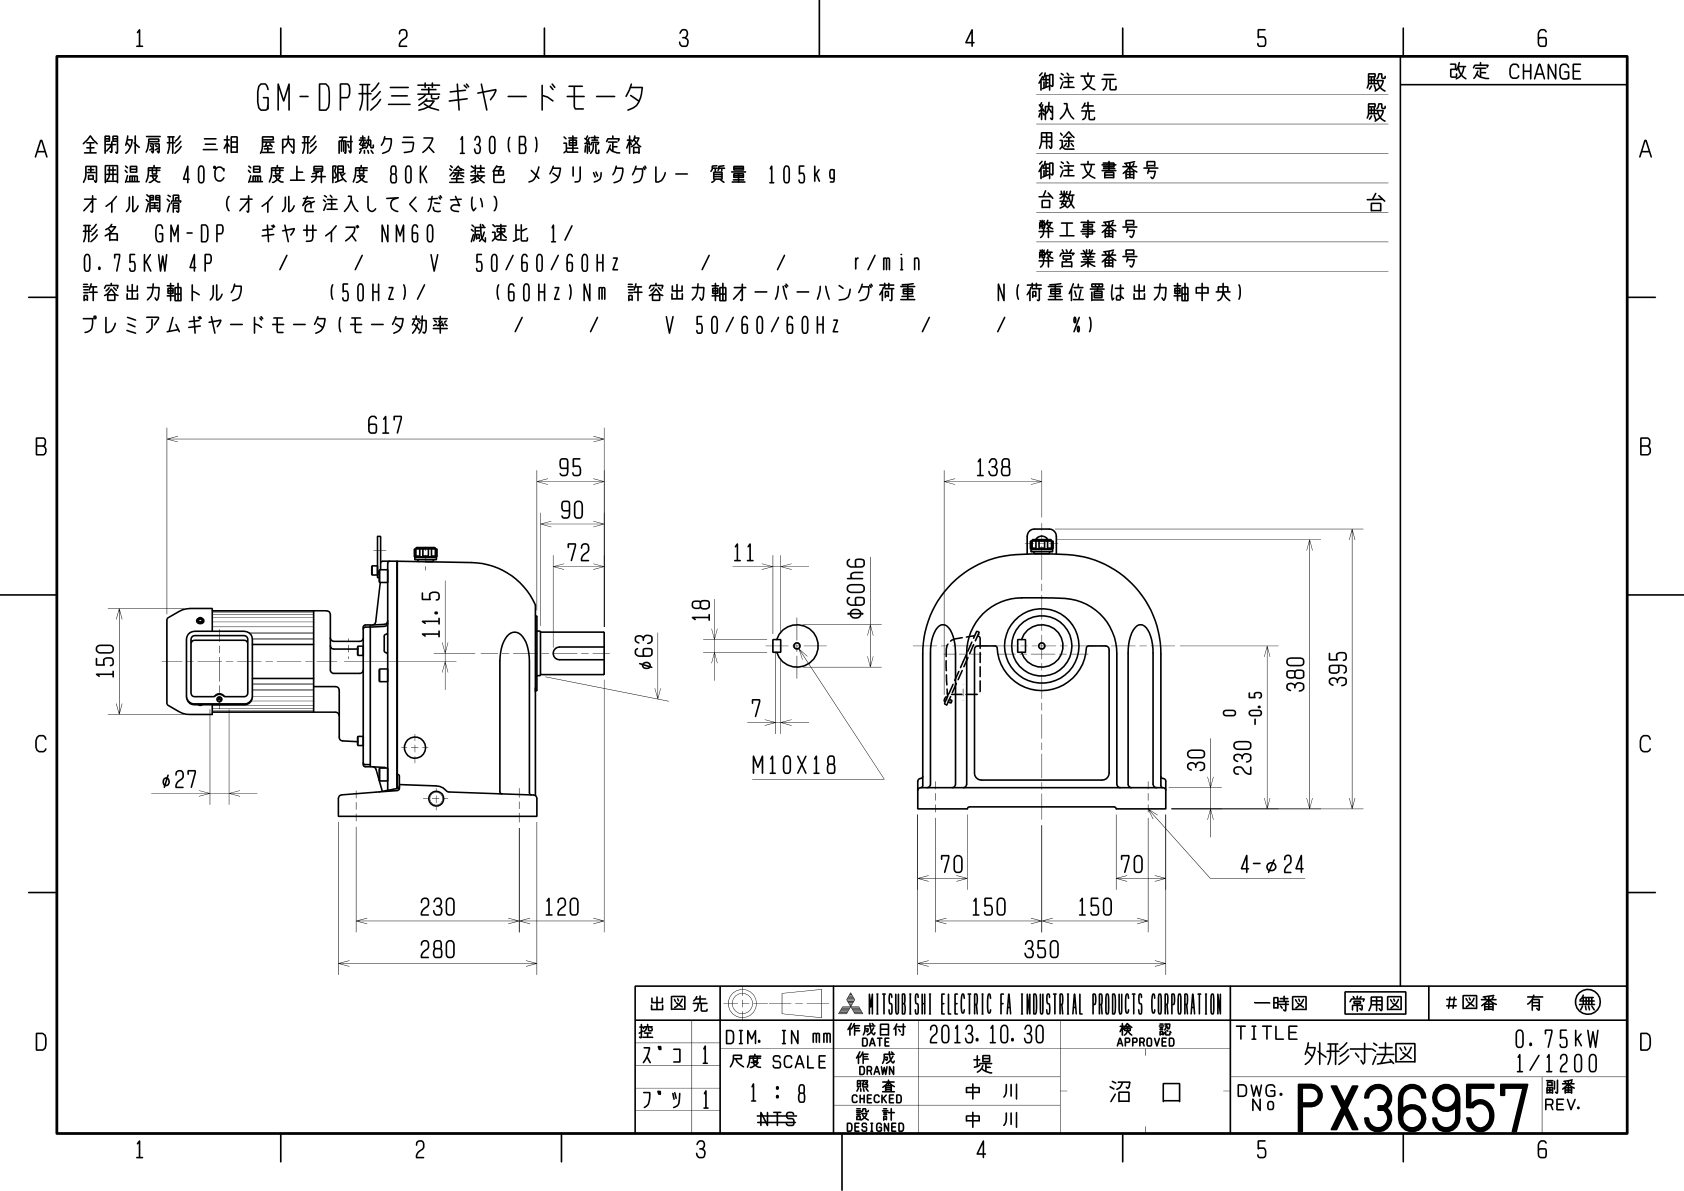 1 2 3 4 5 6
改定 CHANGE
GM-DP形三菱ギヤードモータ
全閉外扇形 三相 屋内形 耐熱クラス 130(B) 連続定格
周囲温度 40℃ 温度上昇限度 80K 塗装色 メタリックグレー 質量 105kg
オイル潤滑 (オイルを注入してください)
形名 GM-DP ギヤサイズ NM60 減速比 1/
0.75KW 4P / / V 50/60/60Hz / / r/min
許容出力軸トルク (50Hz)/ (60Hz)Nm 許容出力軸オーバーハング荷重 N(荷重位置は出力軸中央)
プレミアムギヤードモータ(モータ効率 / / V 50/60/60Hz / / %)
御注文元 殿
納入先 殿
用途
御注文書番号
台数 台
弊工事番号
弊営業番号
A A
B B
C C
D D
617
95
90
72
11.5
150
φ63
φ27
230 120
280
11
18
φ60h6
7
M10X18
138
395
380
230 0 -0.5
30
70 70
4-φ24
150 150
350
出図先
控
ズコ 1
ブツ 1
DIM. IN mm
尺度 SCALE
1 : 8
NTS
MITSUBISHI ELECTRIC FA INDUSTRIAL PRODUCTS CORPORATION
作成日付 DATE 2013.10.30
作成 DRAWN 堤
照査 CHECKED 中川
設計 DESIGNED 中川
検認 APPROVED
沼口
一時図 常用図 #図番 有 無
TITLE
外形寸法図
0.75kW
1/1200
DWG. No PX36957
副番 REV.
1 2 3 4 5 6